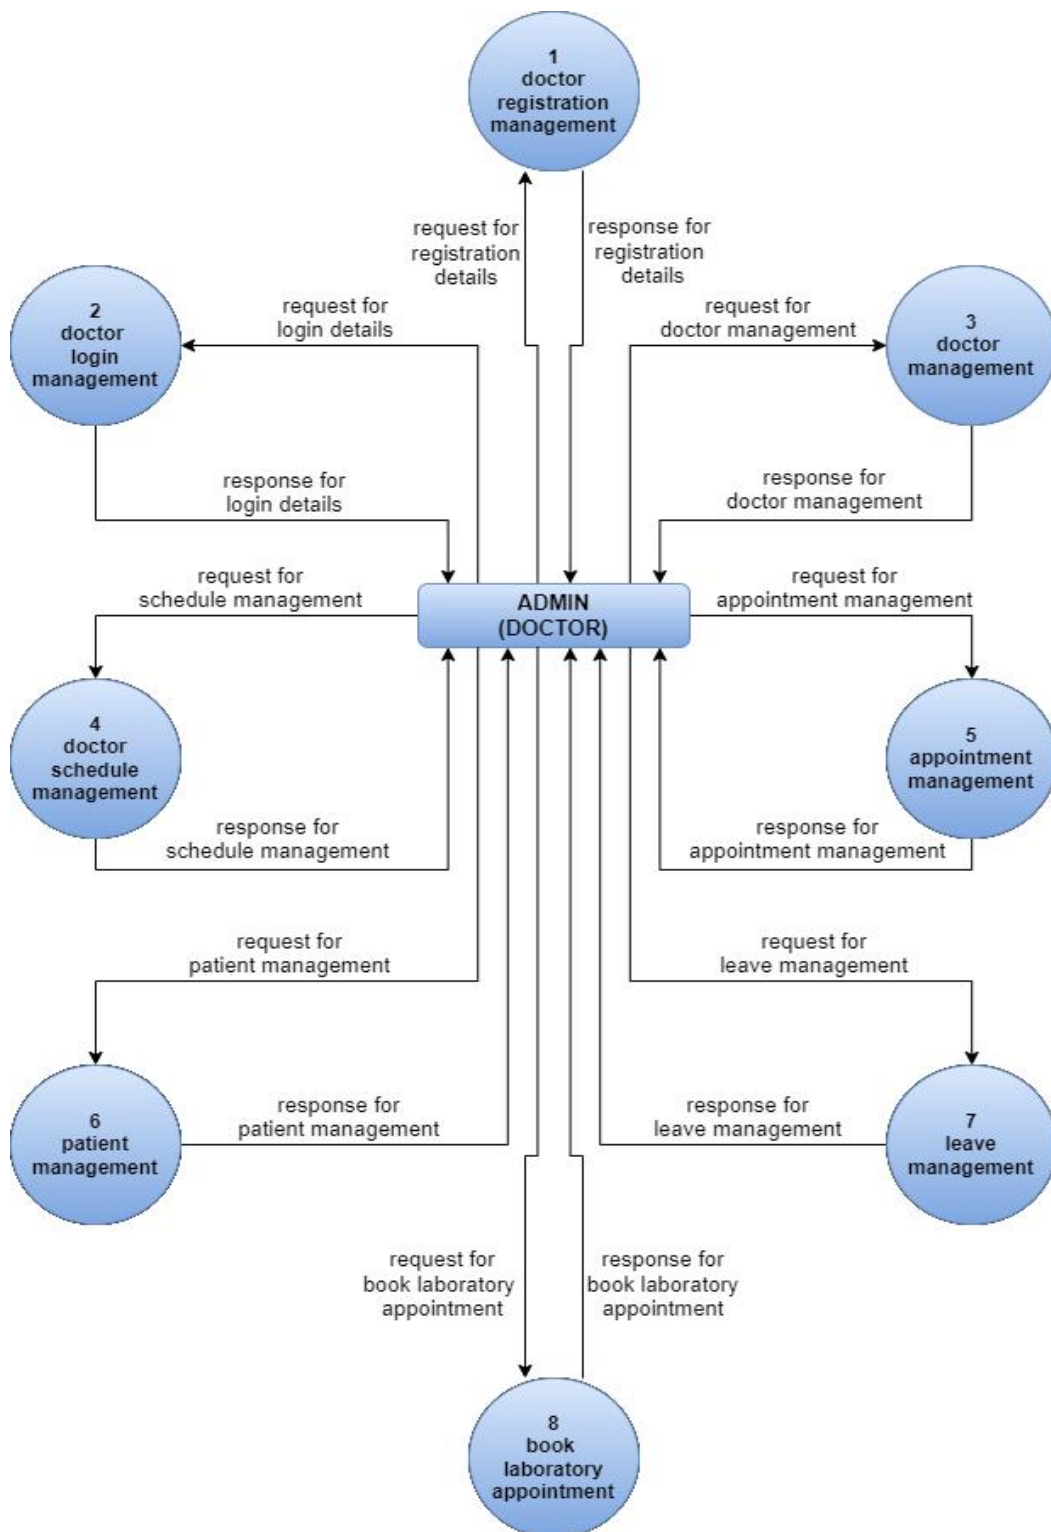 1
doctor
registration
management
request for
registration
details
response for
registration
details
2
doctor
login
management
request for
login details
request for
doctor management
3
doctor
management
response for
login details
response for
doctor management
request for
schedule management
ADMIN
(DOCTOR)
request for
appointment management
4
doctor
schedule
management
5
appointment
management
response for
schedule management
response for
appointment management
request for
patient management
request for
leave management
6
patient
management
response for
patient management
response for
leave management
7
leave
management
request for
book laboratory
appointment
response for
book laboratory
appointment
8
book
laboratory
appointment